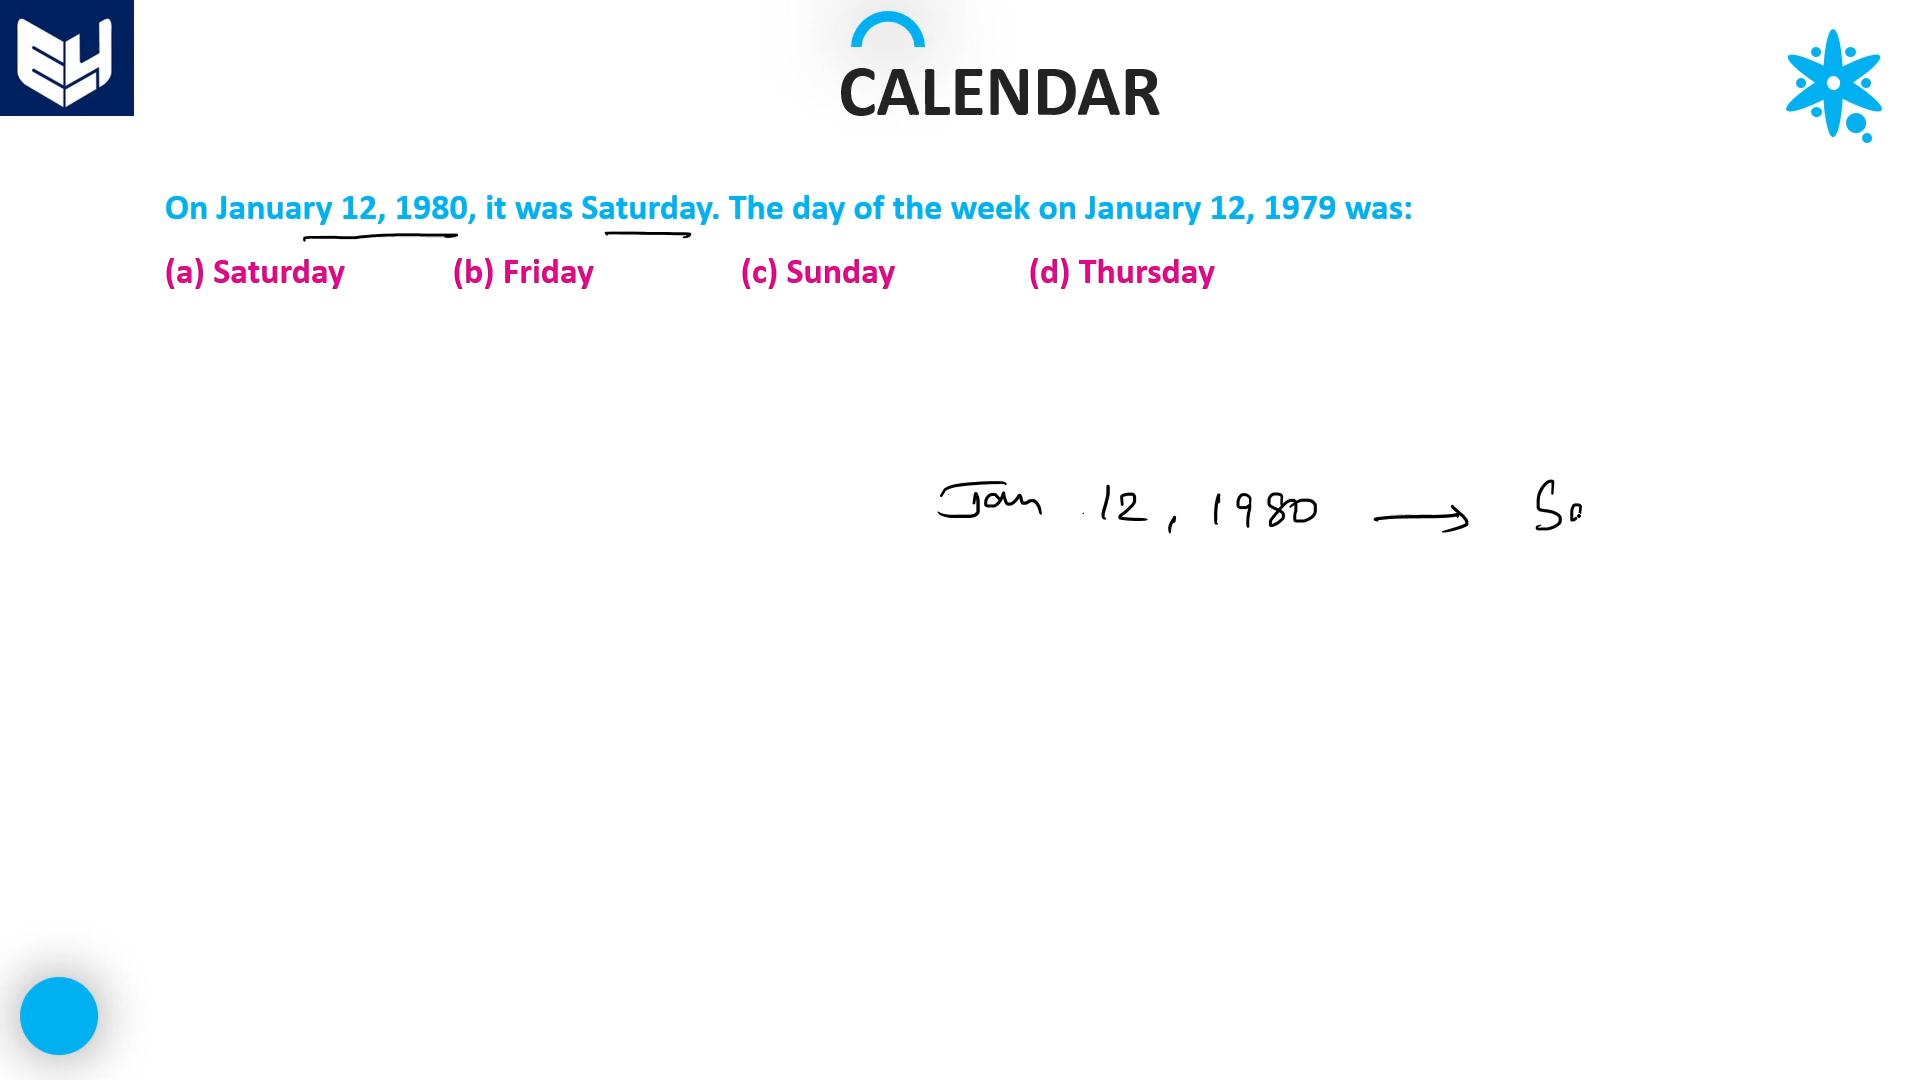 CALENDAR
On January 12, 1980, it was Saturday. The day of the week on January 12, 1979 was:
(a) Saturday (b) Friday (c) Sunday (d) Thursday
Jan 12, 1980 → Sa